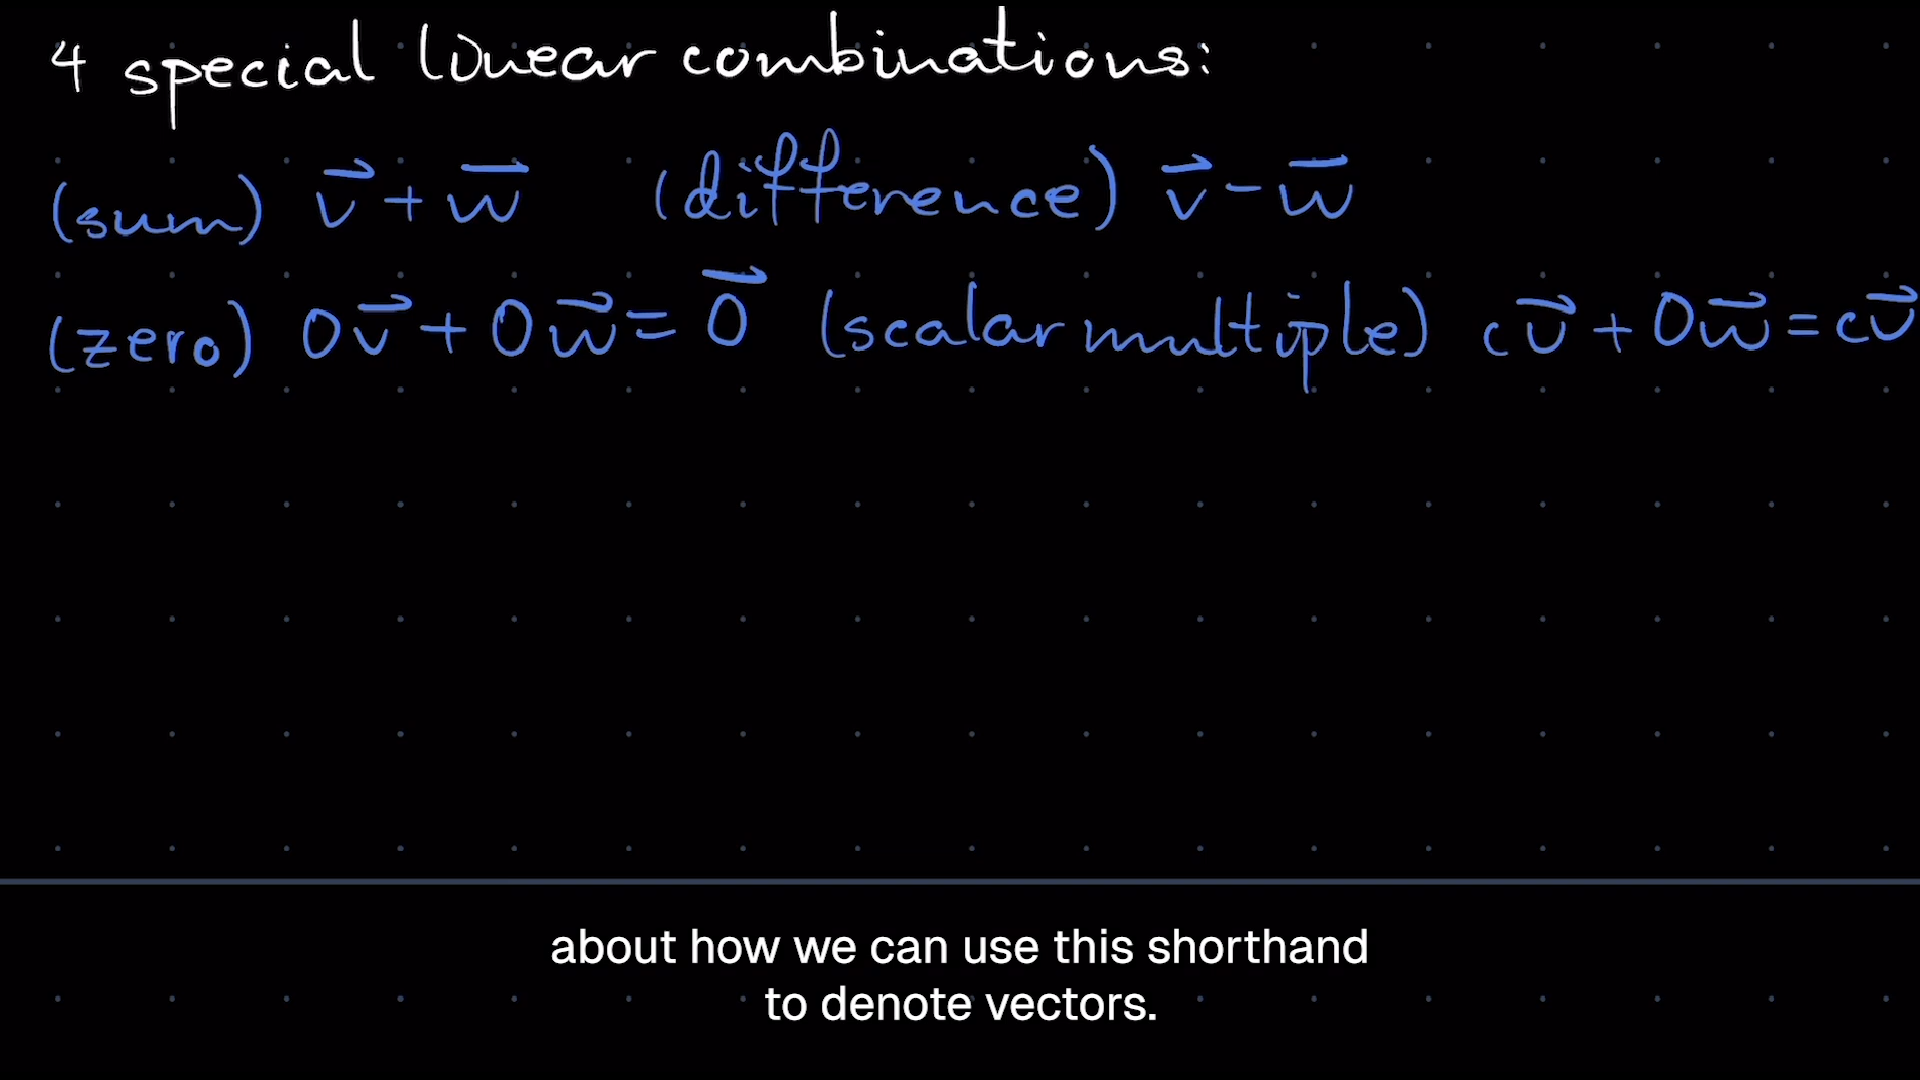 4 special linear combinations:
(sum) v⃗ + w⃗ (difference) v⃗ - w⃗
(zero) 0v⃗ + 0w⃗ = 0⃗ (scalar multiple) cv⃗ + 0w⃗ = cv⃗
about how we can use this shorthand
to denote vectors.